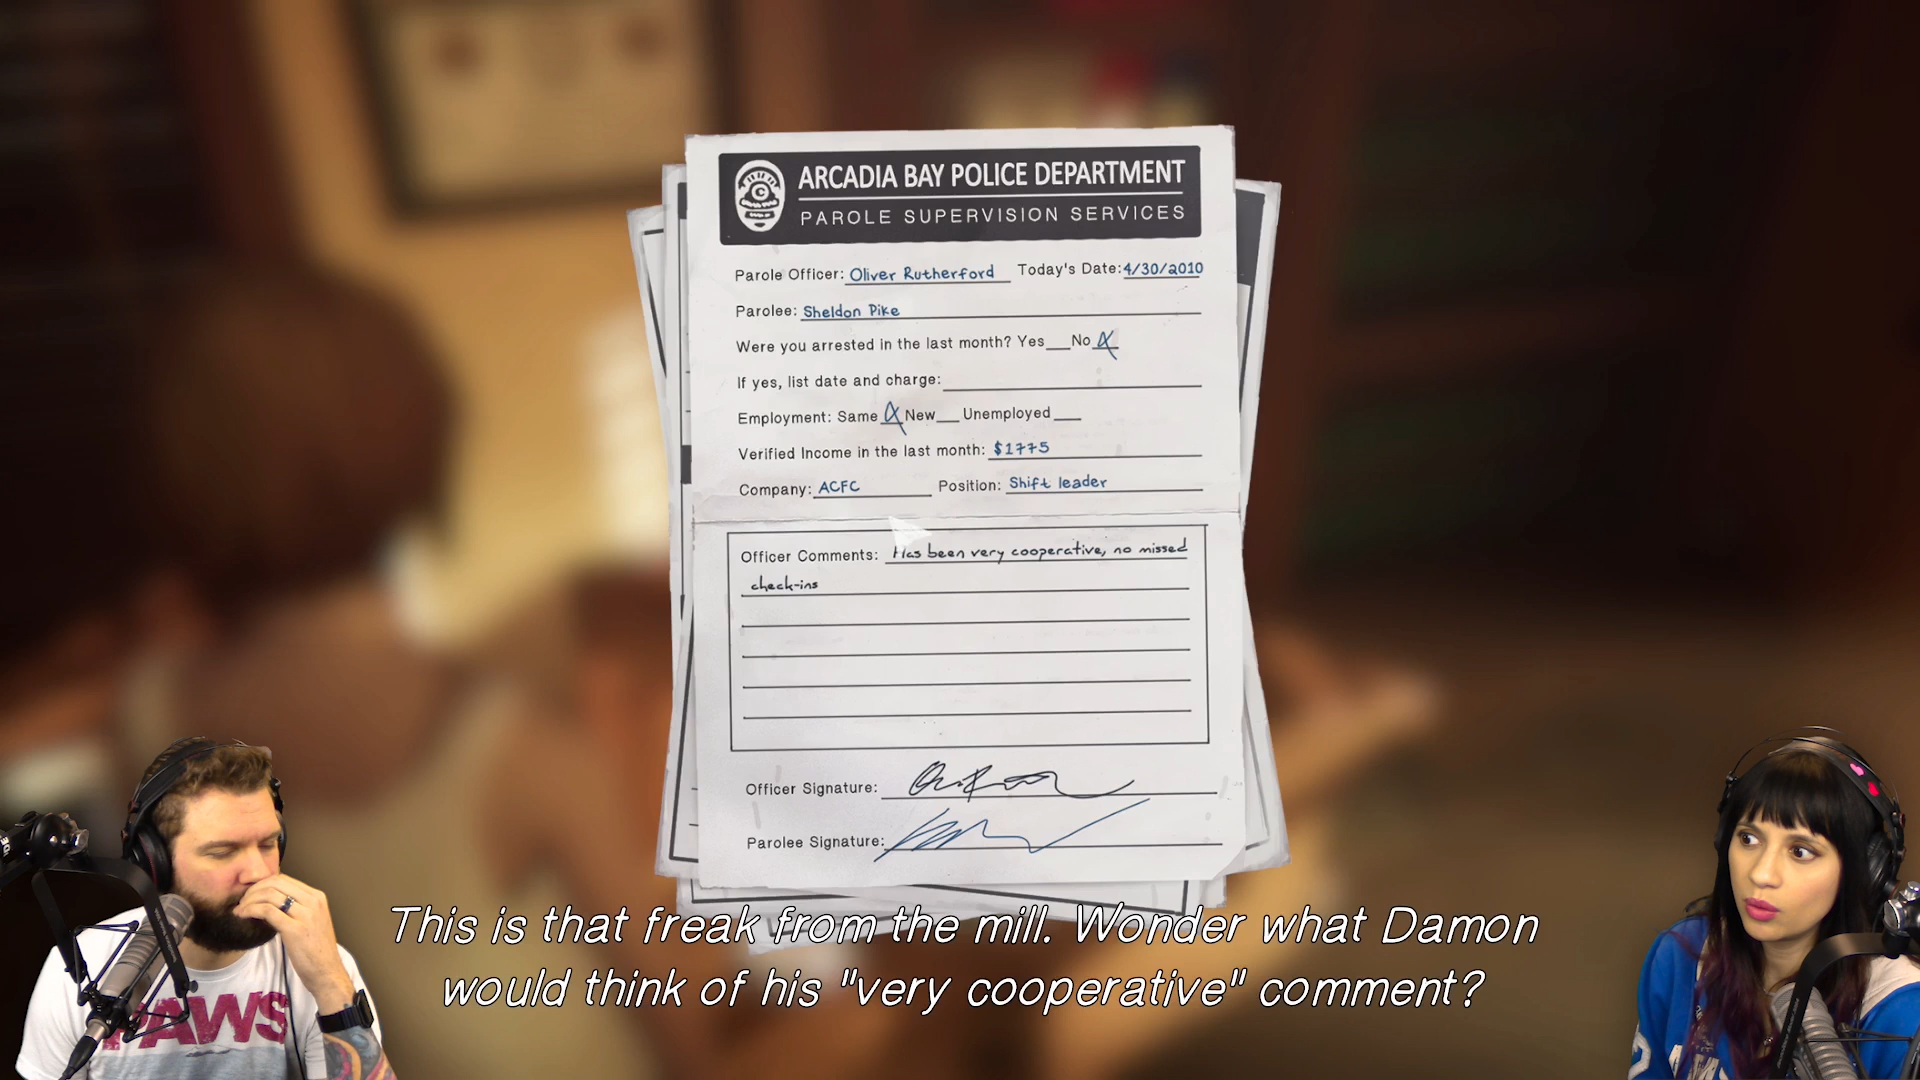 ARCADIA BAY POLICE DEPARTMENT
PAROLE SUPERVISION SERVICES
Parole Officer: Oliver Rutherford Today's Date: 4/30/2010
Parolee: Sheldon Pike
Were you arrested in the last month? Yes No X
If yes, list date and charge:
Employment: Same X New Unemployed
Verified Income in the last month: $1775
Company: ACFC Position: Shift leader
Officer Comments: Has been very cooperative, no missed
check-ins
Officer Signature:
Parolee Signature:
This is that freak from the mill. Wonder what Damon
would think of his "very cooperative" comment?
PAWS